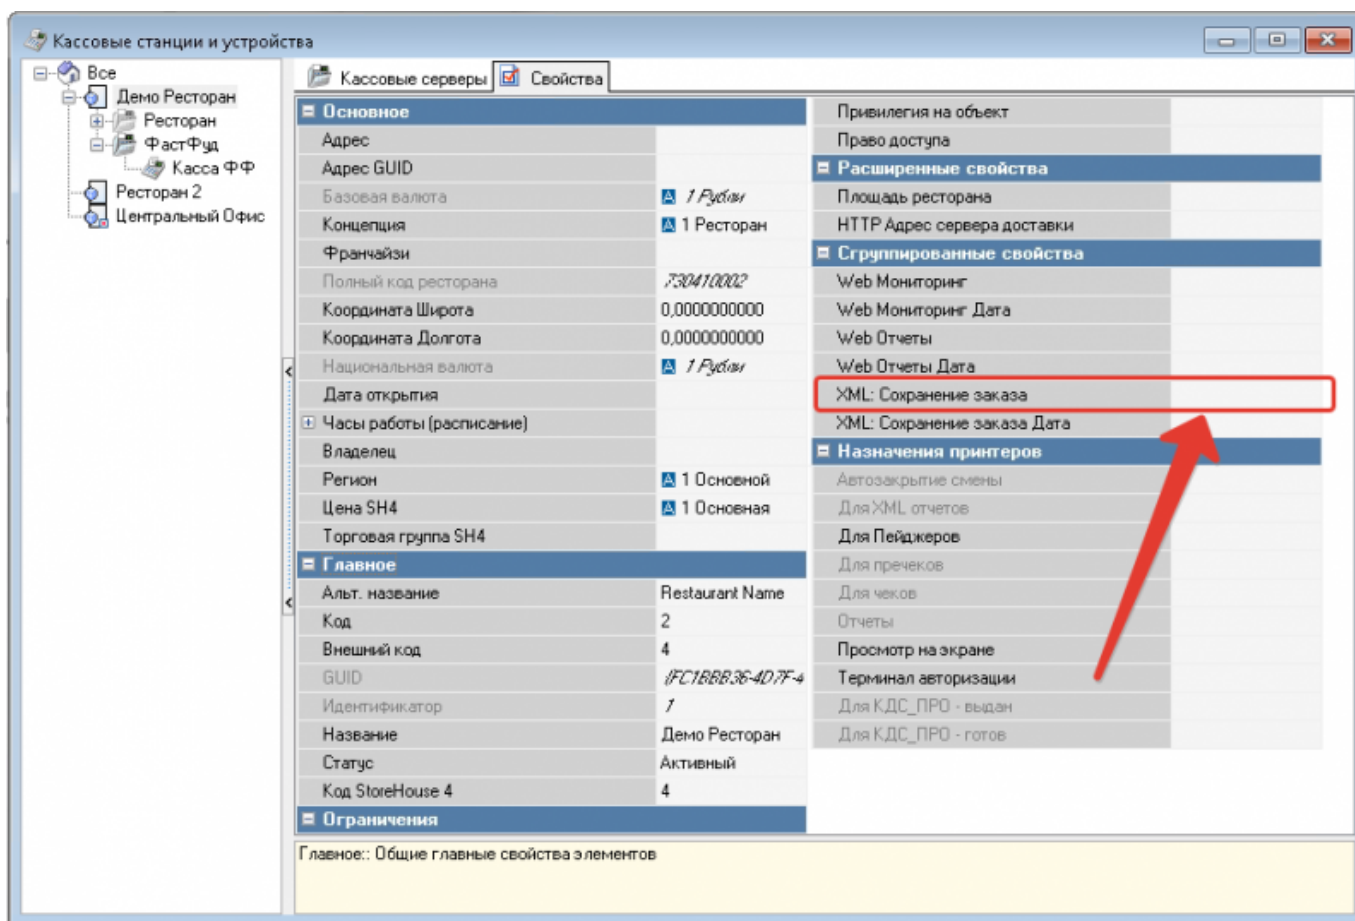 Кассовые станции и устройства
Все
Демо Ресторан
Ресторан
ФастФуд
Касса ФФ
Ресторан 2
Центральный Офис
Кассовые серверы
Свойства
Основное
Адрес
Адрес GUID
Базовая валюта 1 Рубли
Концепция 1 Ресторан
Франчайзи
Полный код ресторана 730410002
Координата Широта 0,0000000000
Координата Долгота 0,0000000000
Национальная валюта 1 Рубли
Дата открытия
Часы работы (расписание)
Владелец
Регион 1 Основной
Цена SH4 1 Основная
Торговая группа SH4
Главное
Альт. название Restaurant Name
Код 2
Внешний код 4
GUID {FC1BBB36-4D7F-4
Идентификатор 1
Название Демо Ресторан
Статус Активный
Код StoreHouse 4 4
Ограничения
Привилегия на объект
Право доступа
Расширенные свойства
Площадь ресторана
HTTP Адрес сервера доставки
Сгруппированные свойства
Web Мониторинг
Web Мониторинг Дата
Web Отчеты
Web Отчеты Дата
XML: Сохранение заказа
XML: Сохранение заказа Дата
Назначения принтеров
Автозакрытие смены
Для XML отчетов
Для Пейджеров
Для пречеков
Для чеков
Отчеты
Просмотр на экране
Терминал авторизации
Для КДС_ПРО - выдан
Для КДС_ПРО - готов
Главное:: Общие главные свойства элементов